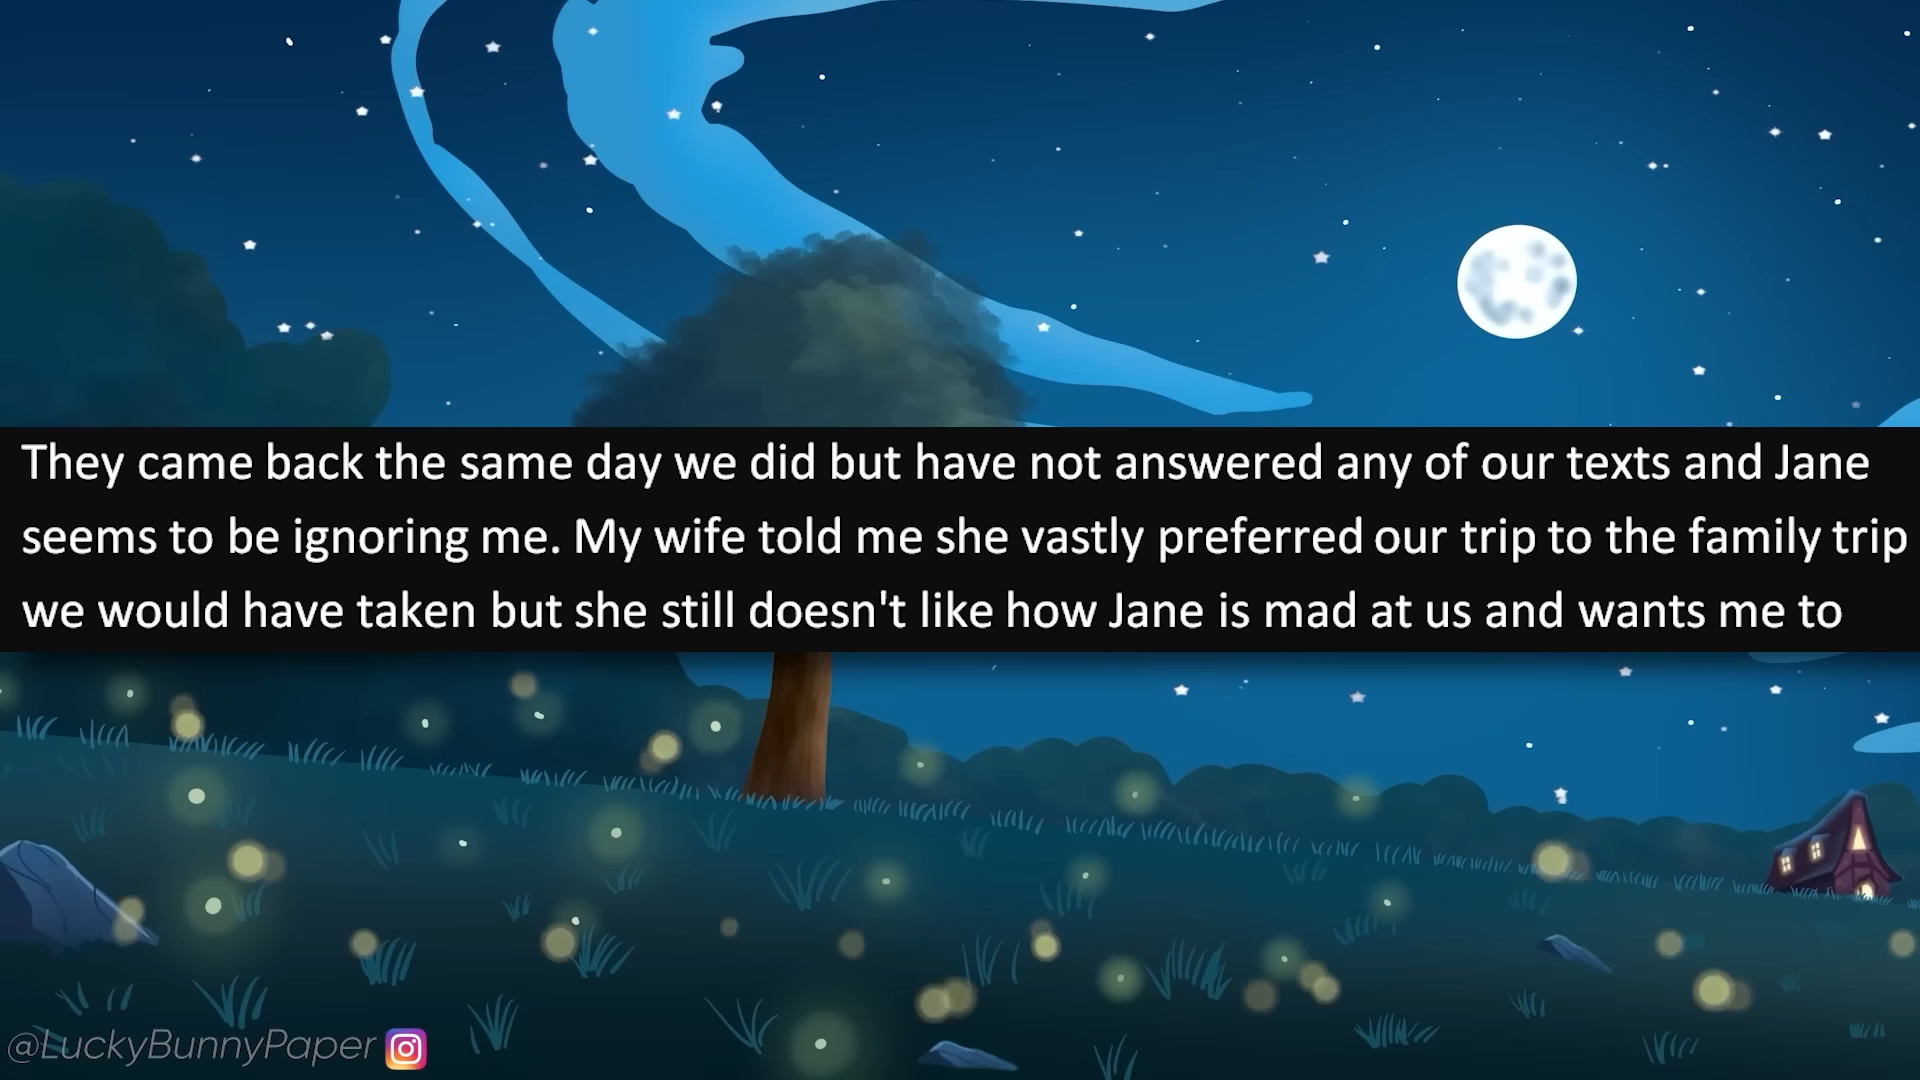 They came back the same day we did but have not answered any of our texts and Jane
seems to be ignoring me. My wife told me she vastly preferred our trip to the family trip
we would have taken but she still doesn't like how Jane is mad at us and wants me to
@LuckyBunnyPaper